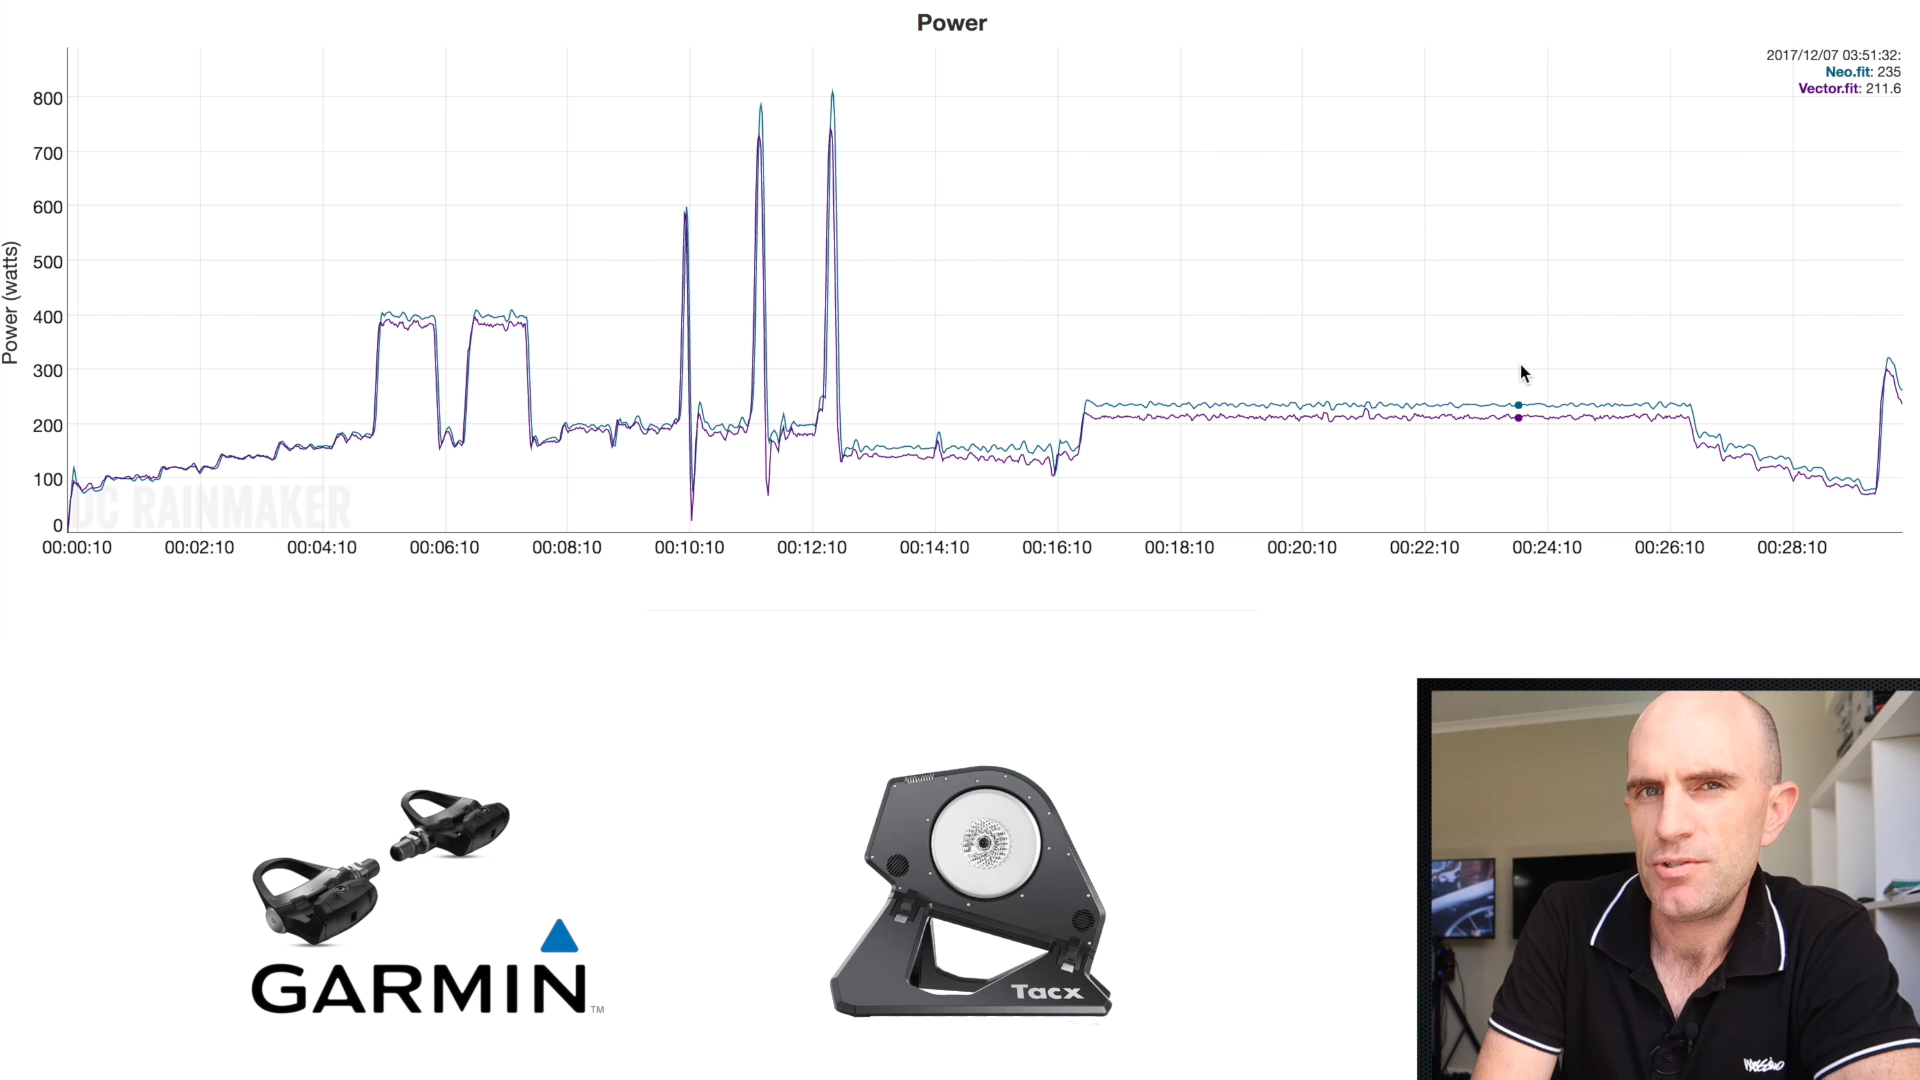 Power
2017/12/07 03:51:32:
Neo.fit: 235
Vector.fit: 211.6
Power (watts)
800
700
600
500
400
300
200
100
0
DC RAINMAKER
00:00:10 00:02:10 00:04:10 00:06:10 00:08:10 00:10:10 00:12:10 00:14:10 00:16:10 00:18:10 00:20:10 00:22:10 00:24:10 00:26:10 00:28:10
GARMIN™
Tacx
MOSSIMO